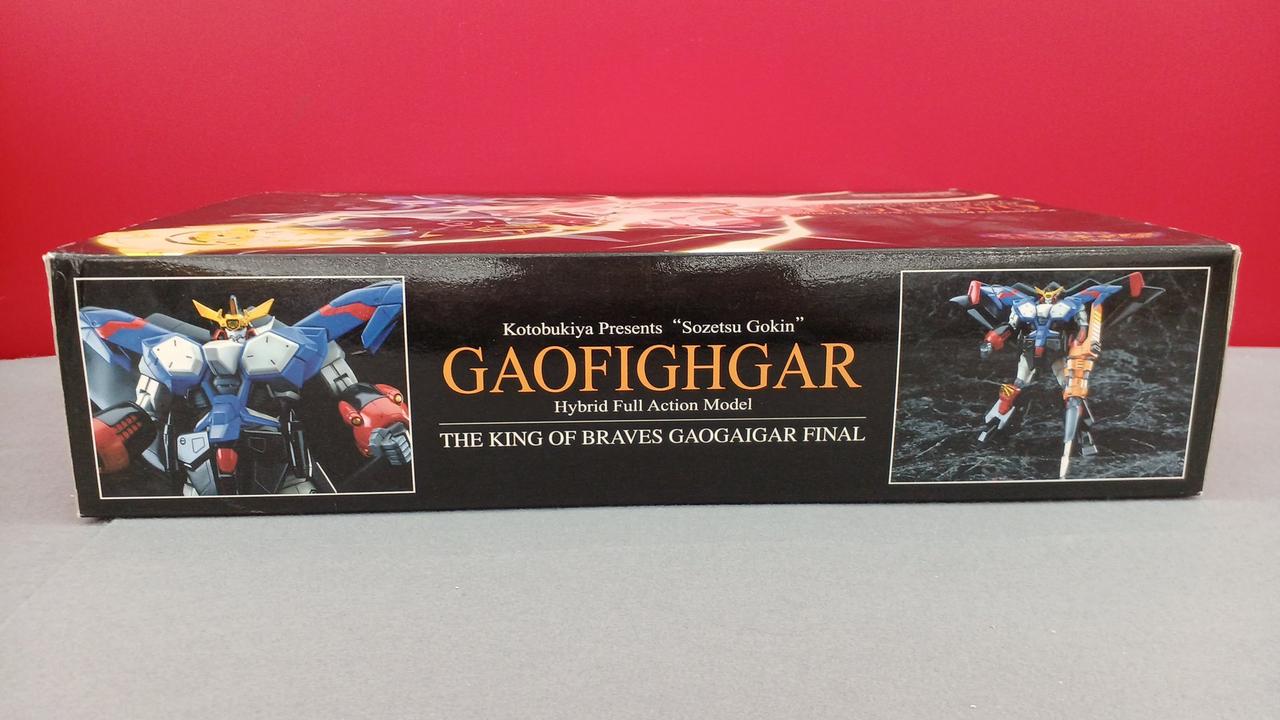 Kotobukiya Presents “Sozetsu Gokin”
GAOFIGHGAR
Hybrid Full Action Model
THE KING OF BRAVES GAOGAIGAR FINAL